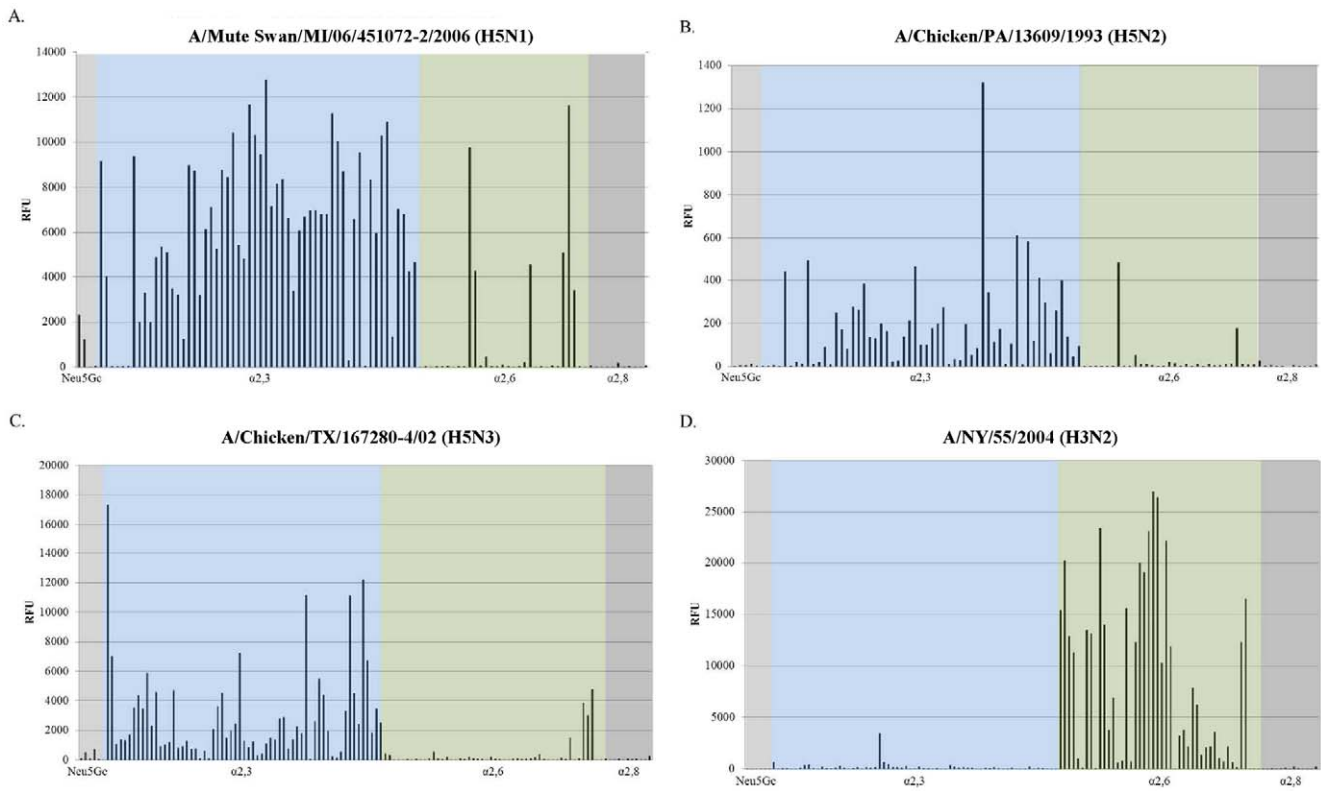 A.
A/Mute Swan/MI/06/451072-2/2006 (H5N1)
14000
12000
10000
8000
6000
4000
2000
0
RFU
Neu5Gc α2,3 α2,6 α2,8
B.
A/Chicken/PA/13609/1993 (H5N2)
1400
1200
1000
800
600
400
200
0
RFU
Neu5Gc α2,3 α2,6 α2,8
C.
A/Chicken/TX/167280-4/02 (H5N3)
20000
18000
16000
14000
12000
10000
8000
6000
4000
2000
0
RFU
Neu5Gc α2,3 α2,6 α2,8
D.
A/NY/55/2004 (H3N2)
30000
25000
20000
15000
10000
5000
0
RFU
Neu5Gc α2,3 α2,6 α2,8